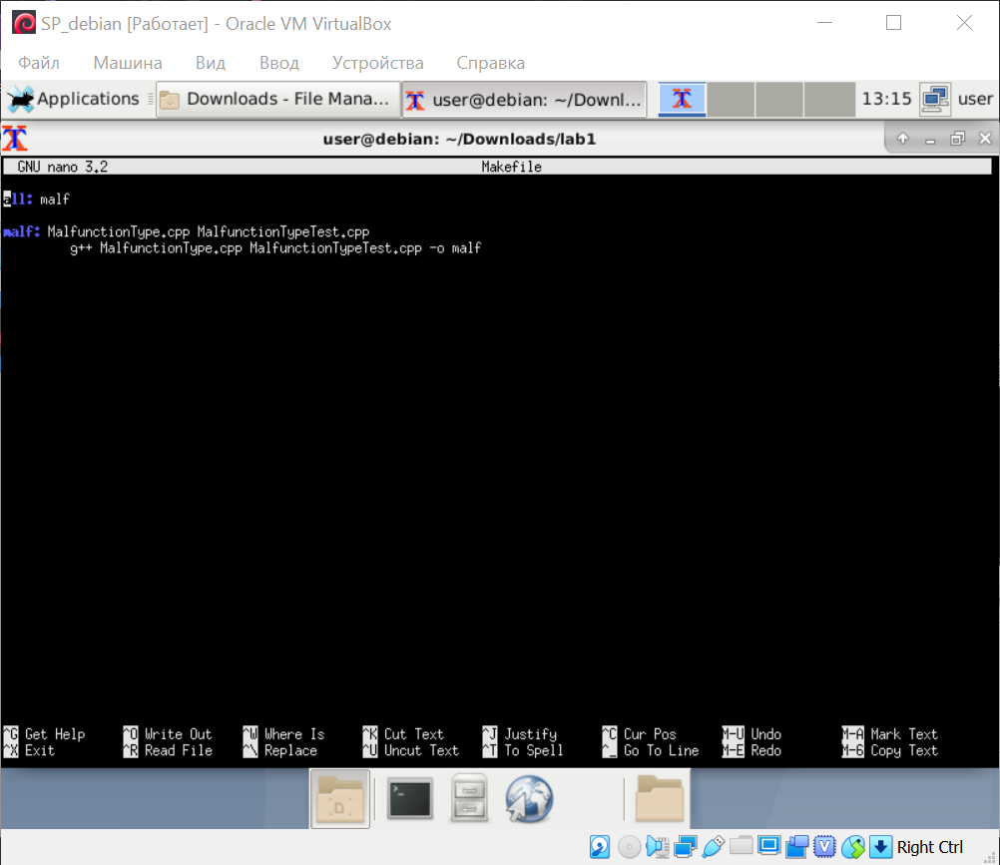 SP_debian [Работает] - Oracle VM VirtualBox
Файл Машина Вид Ввод Устройства Справка
Applications Downloads - File Mana... user@debian: ~/Downl... 13:15 user
user@debian: ~/Downloads/lab1
GNU nano 3.2 Makefile
all: malf
malf: MalfunctionType.cpp MalfunctionTypeTest.cpp
g++ MalfunctionType.cpp MalfunctionTypeTest.cpp -o malf
^G Get Help ^O Write Out ^W Where Is ^K Cut Text ^J Justify ^C Cur Pos M-U Undo M-A Mark Text
^X Exit ^R Read File ^\ Replace ^U Uncut Text ^T To Spell ^_ Go To Line M-E Redo M-6 Copy Text
Right Ctrl